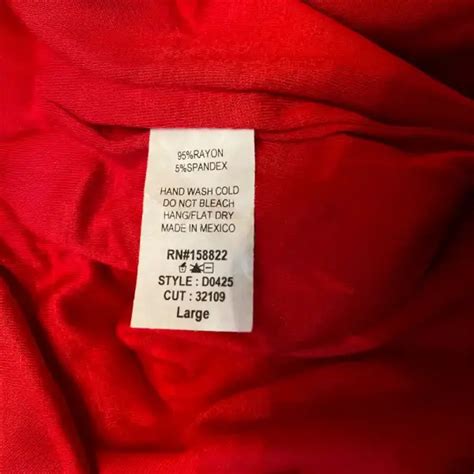 95%RAYON
5%SPANDEX
HAND WASH COLD
DO NOT BLEACH
HANG/FLAT DRY
MADE IN MEXICO
RN#158822
STYLE : D0425
CUT : 32109
Large